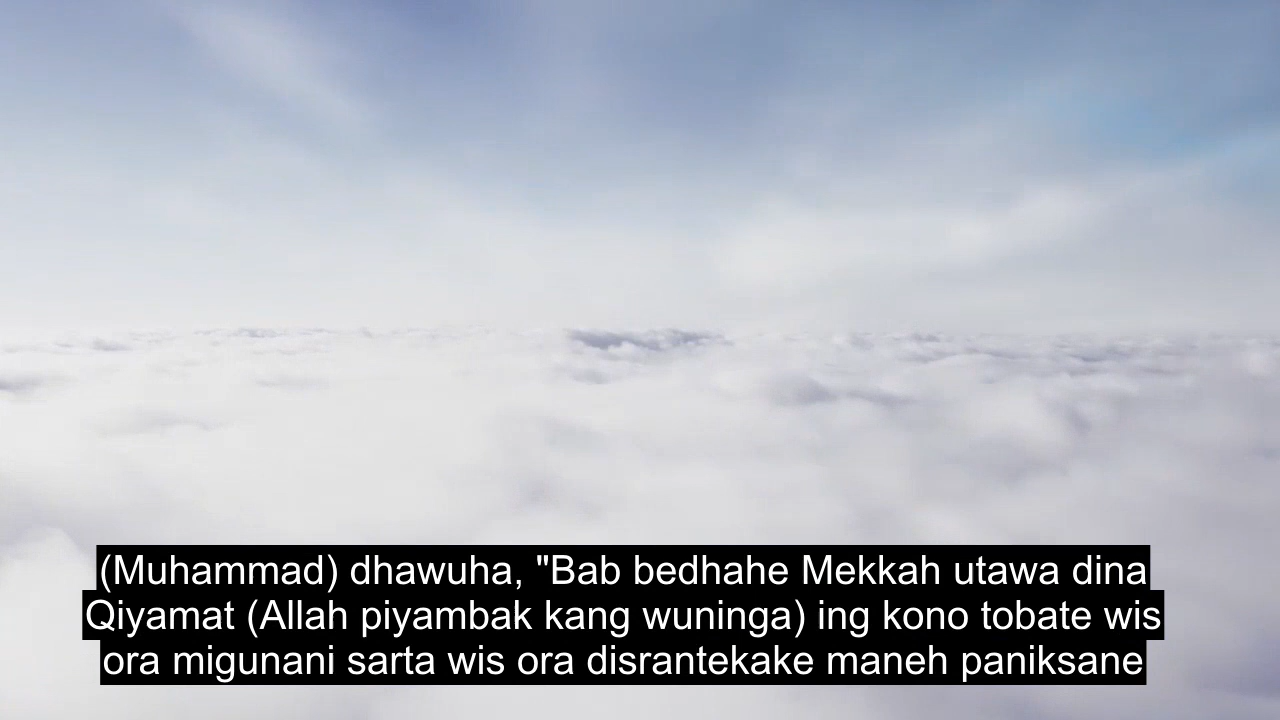 (Muhammad) dhawuha, "Bab bedhahe Mekkah utawa dina
Qiyamat (Allah piyambak kang wuninga) ing kono tobate wis
ora migunani sarta wis ora disrantekake maneh paniksane